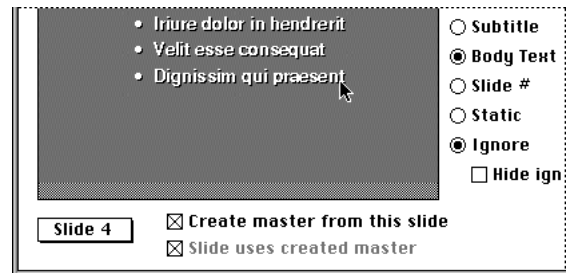 Iriure dolor in hendrerit
Velit esse consequat
Dignissim qui praesent
Subtitle
Body Text
Slide #
Static
Ignore
Hide ign
Slide 4
Create master from this slide
Slide uses created master